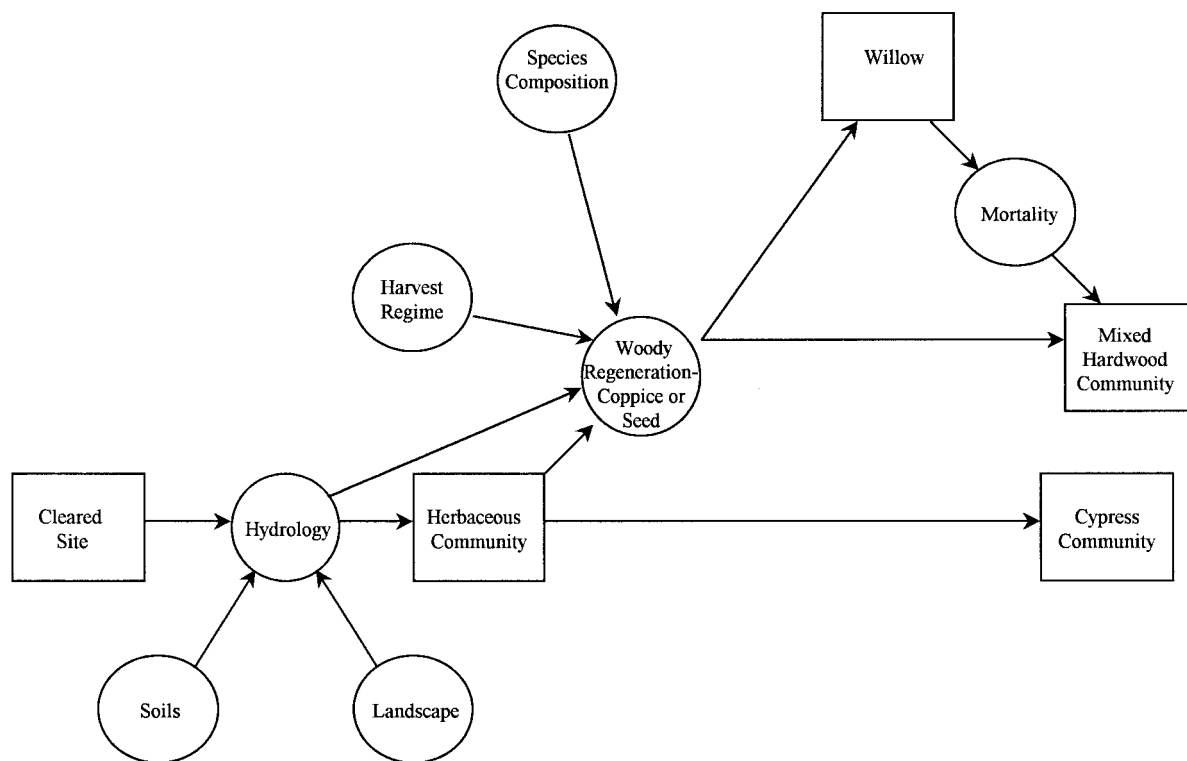 Species
Composition
Willow
Mortality
Harvest
Regime
Woody
Regeneration-
Coppice or
Seed
Mixed
Hardwood
Community
Cleared
Site
Hydrology
Herbaceous
Community
Cypress
Community
Soils
Landscape